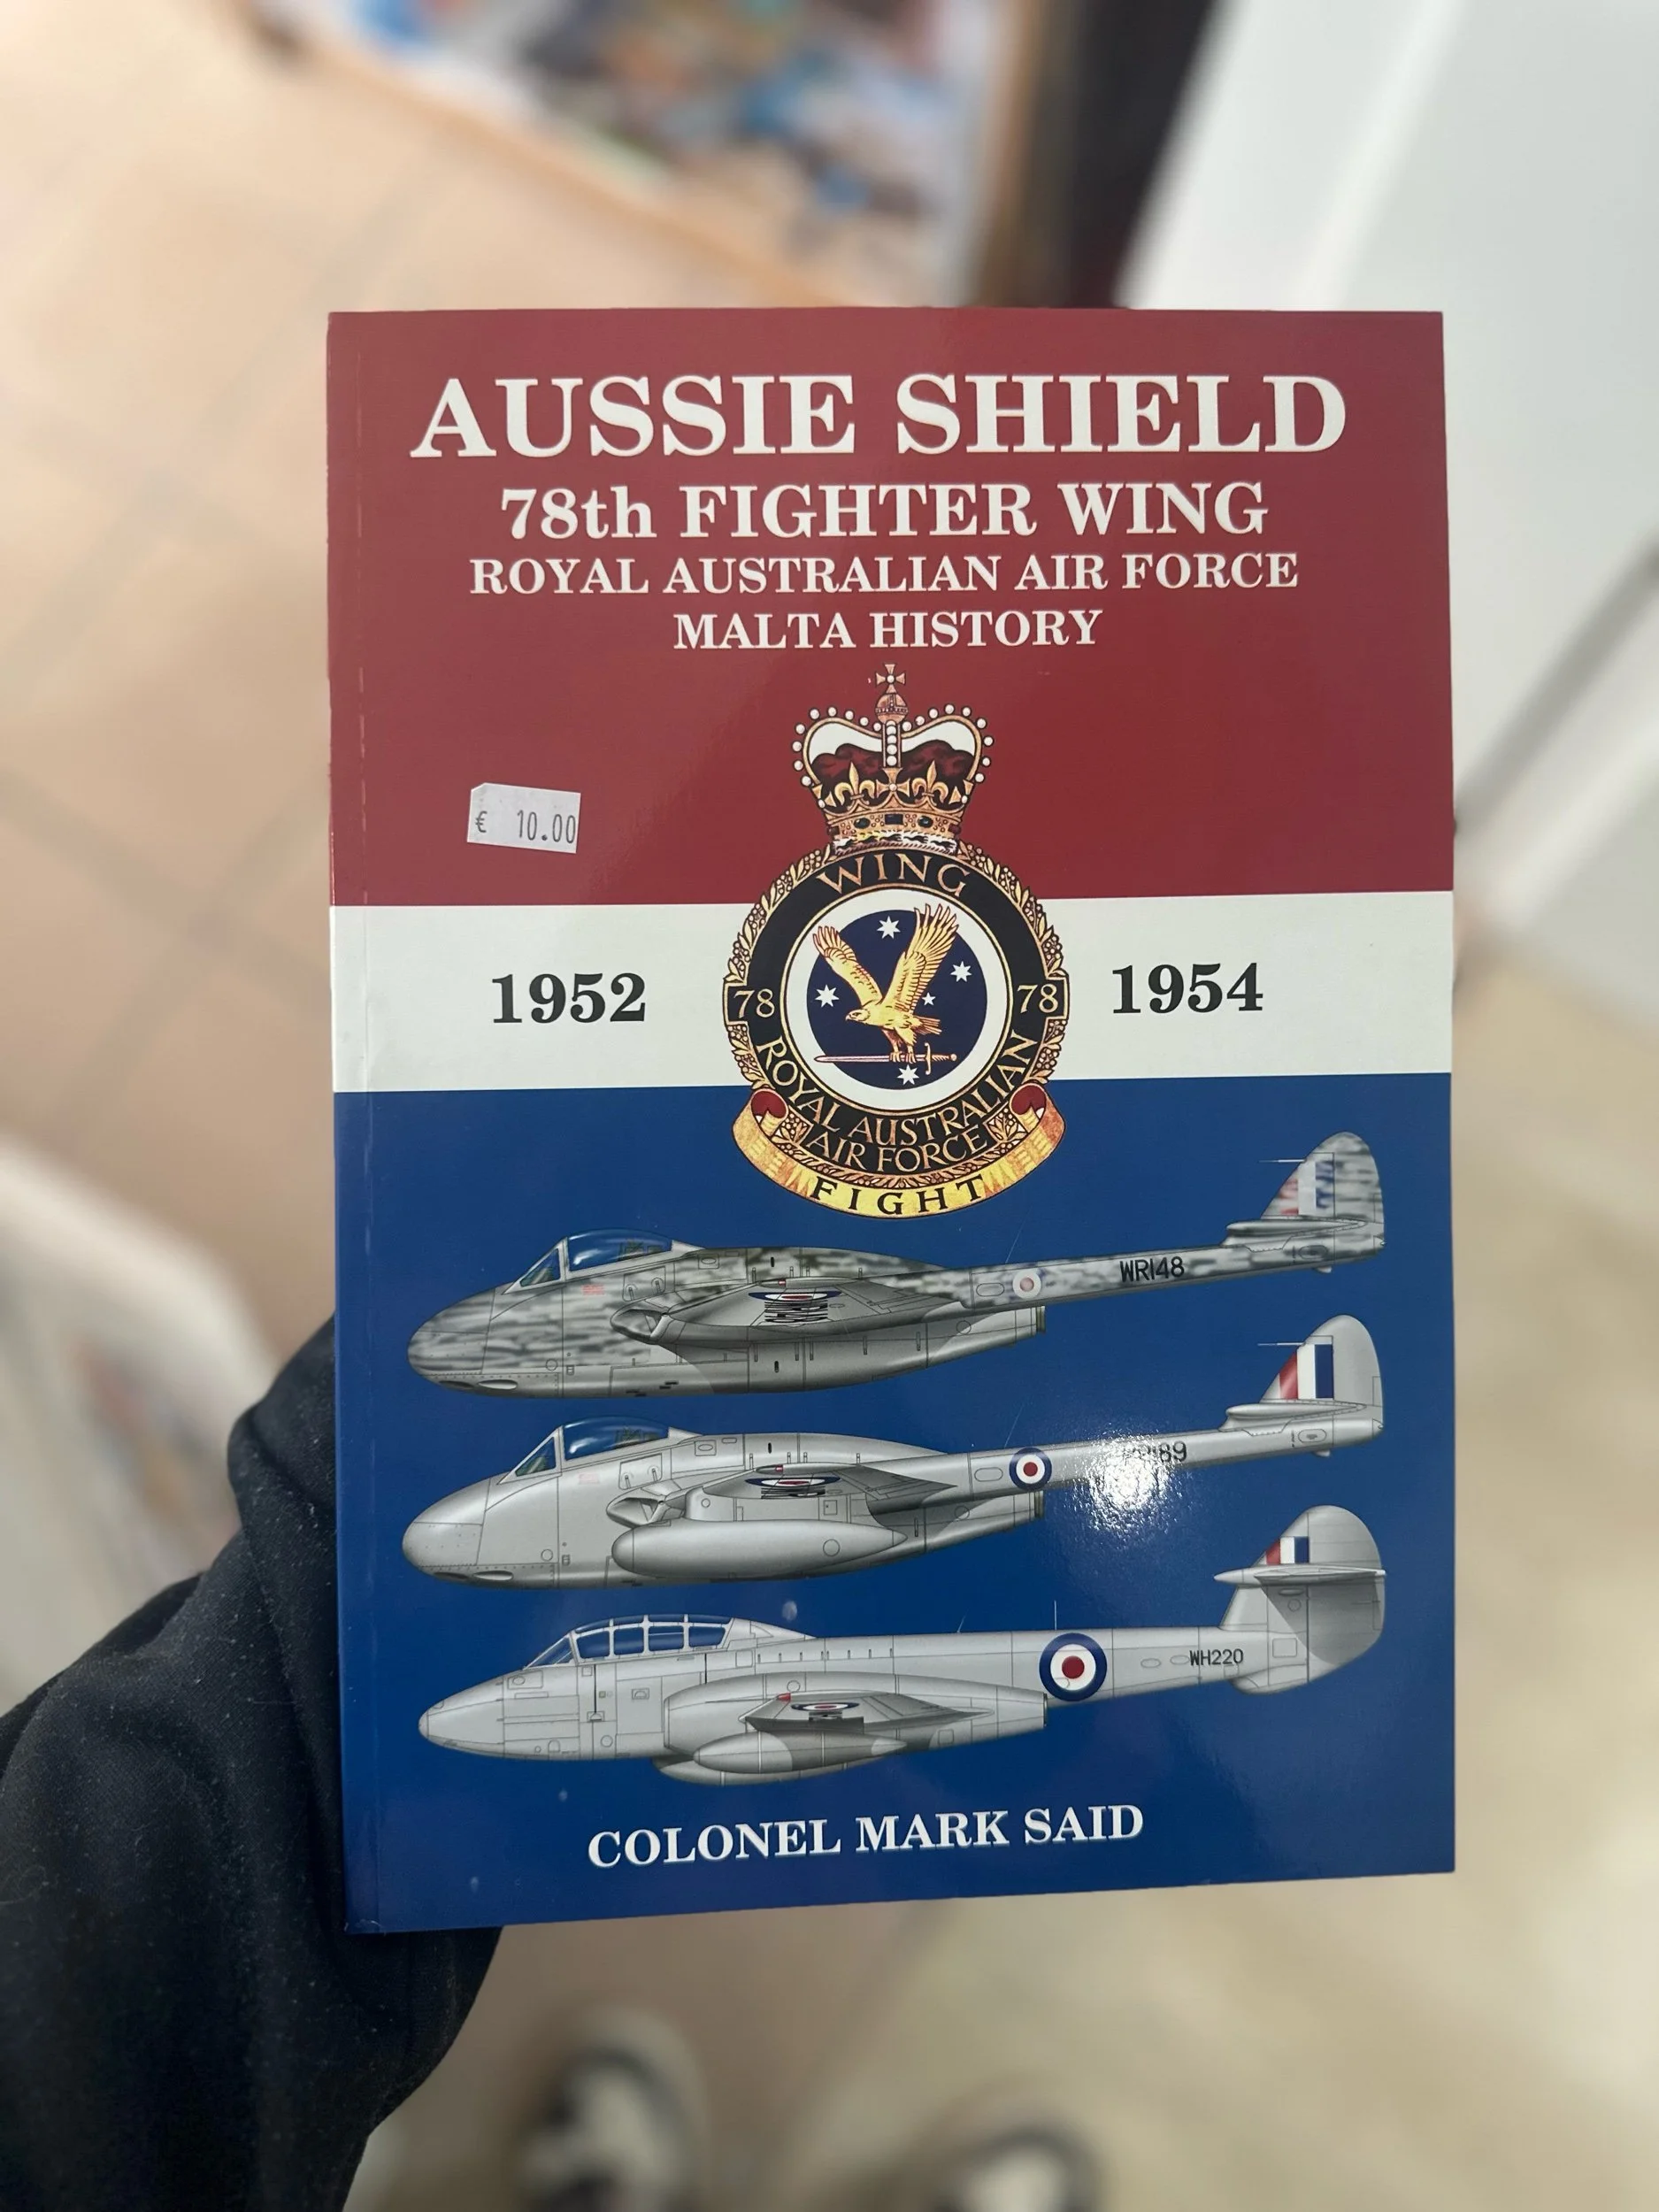 AUSSIE SHIELD
78th FIGHTER WING
ROYAL AUSTRALIAN AIR FORCE
MALTA HISTORY
€ 10.00
WING
1952
78
78
1954
ROYAL AUSTRALIAN
AIR FORCE
FIGHT
WR148
WH220
COLONEL MARK SAID